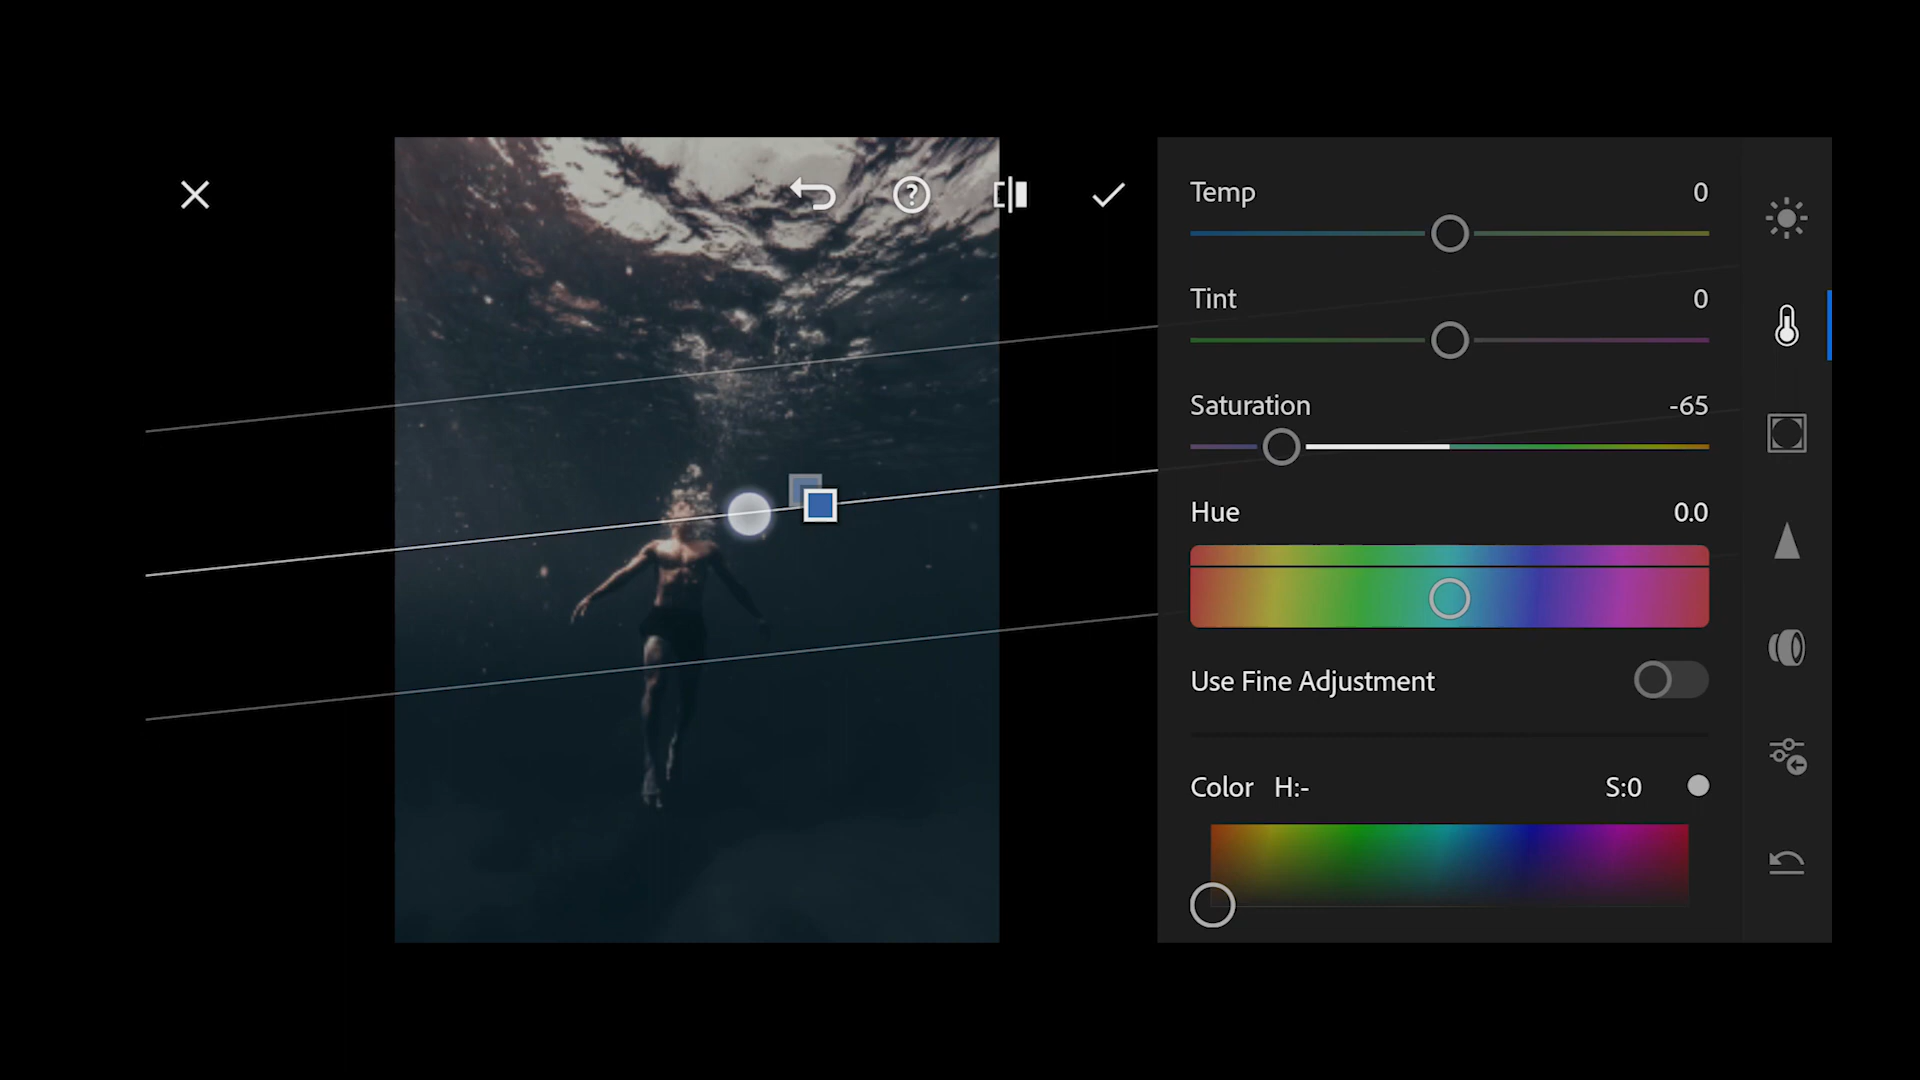 ?
Temp 0
Tint 0
Saturation -65
Hue 0.0
Use Fine Adjustment
Color H:- S:0